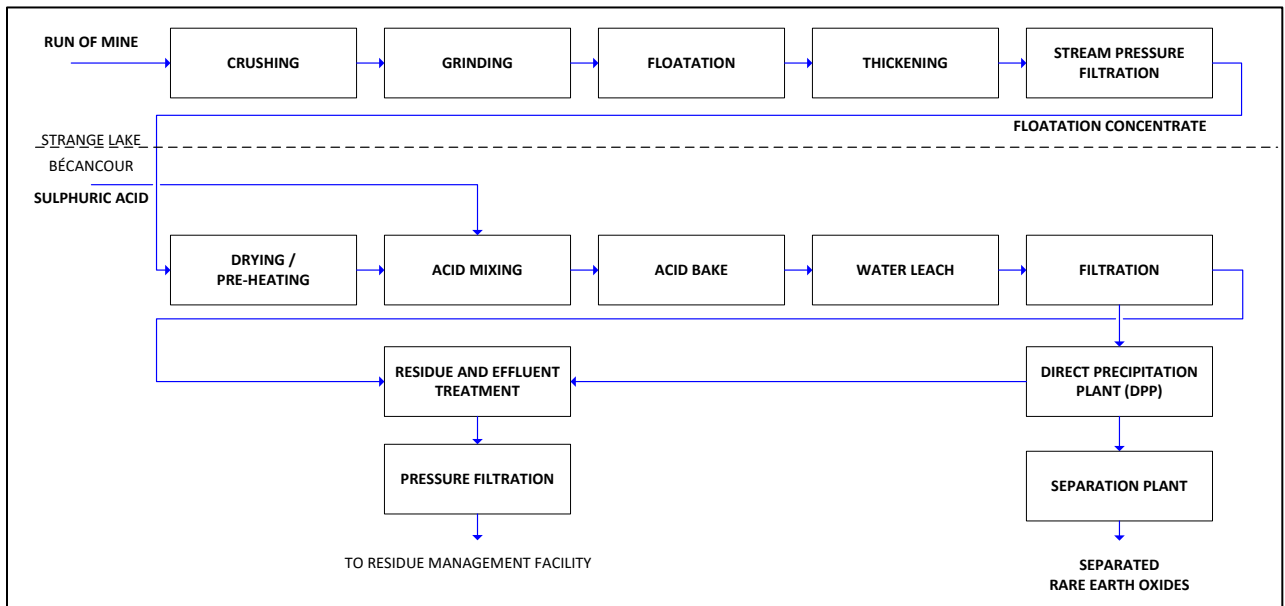 RUN OF MINE
CRUSHING
GRINDING
FLOATATION
THICKENING
STREAM PRESSURE
FILTRATION
FLOATATION CONCENTRATE
STRANGE LAKE
BÉCANCOUR
SULPHURIC ACID
DRYING /
PRE-HEATING
ACID MIXING
ACID BAKE
WATER LEACH
FILTRATION
RESIDUE AND EFFLUENT
TREATMENT
DIRECT PRECIPITATION
PLANT (DPP)
PRESSURE FILTRATION
SEPARATION PLANT
TO RESIDUE MANAGEMENT FACILITY
SEPARATED
RARE EARTH OXIDES